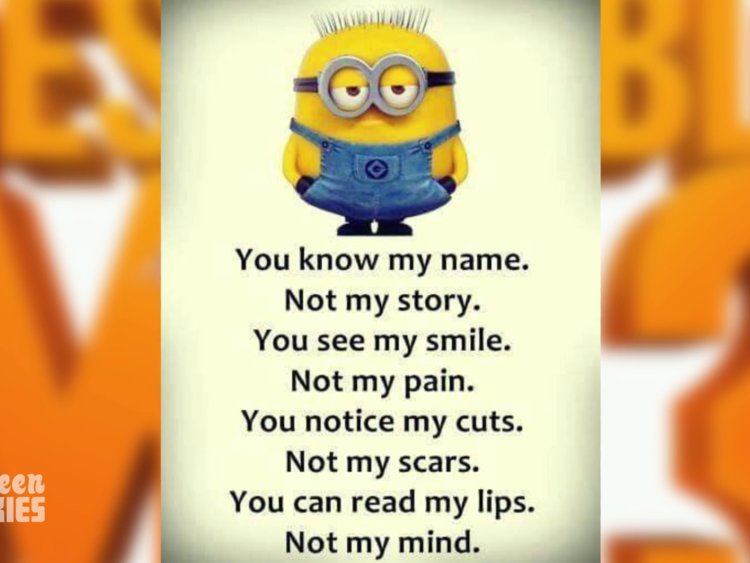 You know my name.
Not my story.
You see my smile.
Not my pain.
You notice my cuts.
Not my scars.
You can read my lips.
Not my mind.